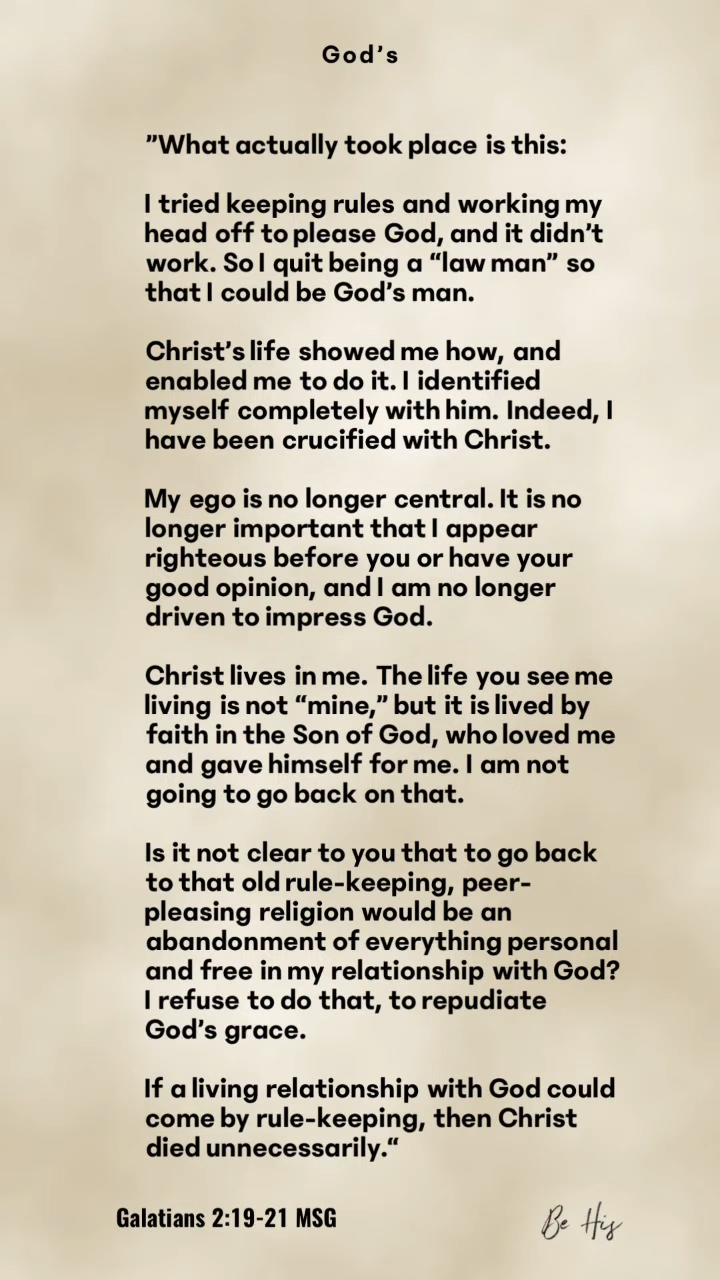 God's
”What actually took place is this:
I tried keeping rules and working my
head off to please God, and it didn’t
work. So I quit being a “law man” so
that I could be God’s man.
Christ’s life showed me how, and
enabled me to do it. I identified
myself completely with him. Indeed, I
have been crucified with Christ.
My ego is no longer central. It is no
longer important that I appear
righteous before you or have your
good opinion, and I am no longer
driven to impress God.
Christ lives in me. The life you see me
living is not “mine,” but it is lived by
faith in the Son of God, who loved me
and gave himself for me. I am not
going to go back on that.
Is it not clear to you that to go back
to that old rule-keeping, peer-
pleasing religion would be an
abandonment of everything personal
and free in my relationship with God?
I refuse to do that, to repudiate
God’s grace.
If a living relationship with God could
come by rule-keeping, then Christ
died unnecessarily.“
Galatians 2:19-21 MSG
Be His